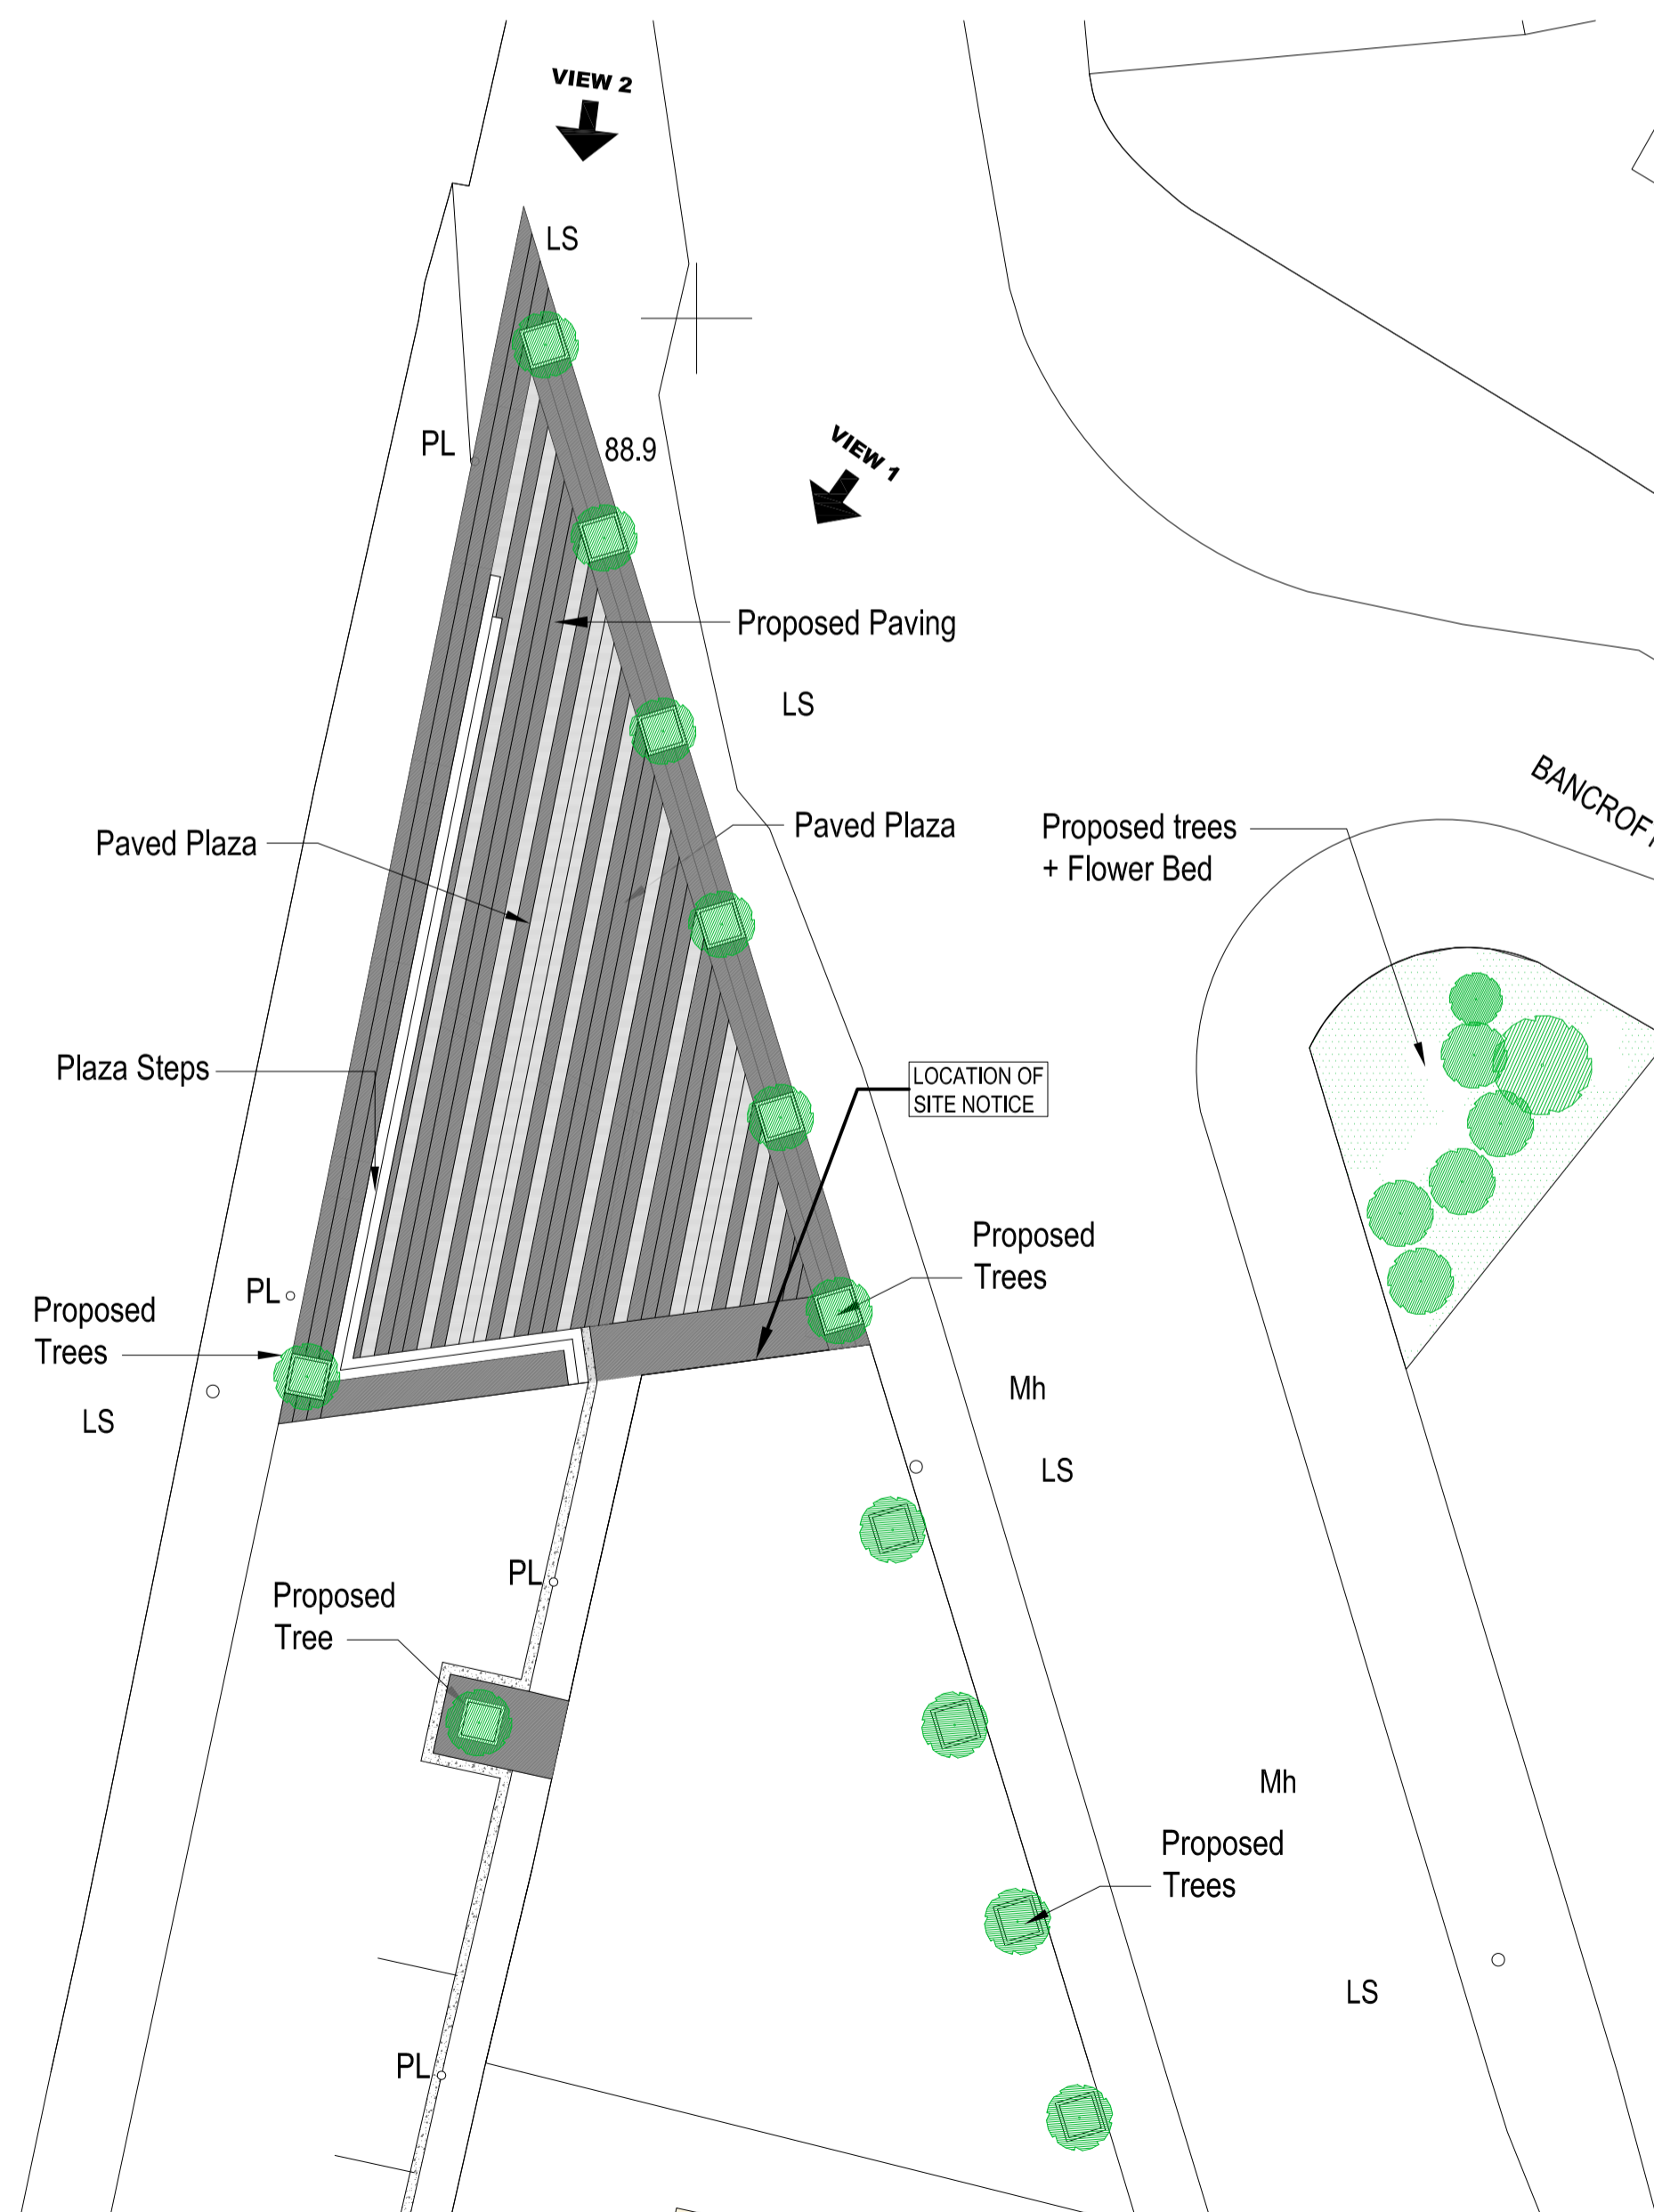 VIEW 2
LS
PL
88.9
VIEW 1
Proposed Paving
LS
Paved Plaza
Paved Plaza
Proposed trees
+ Flower Bed
BANCROFT
Plaza Steps
LOCATION OF
SITE NOTICE
Proposed
Trees
PL
Proposed
Trees
LS
Mh
LS
PL
Proposed
Tree
Mh
Proposed
Trees
LS
PL